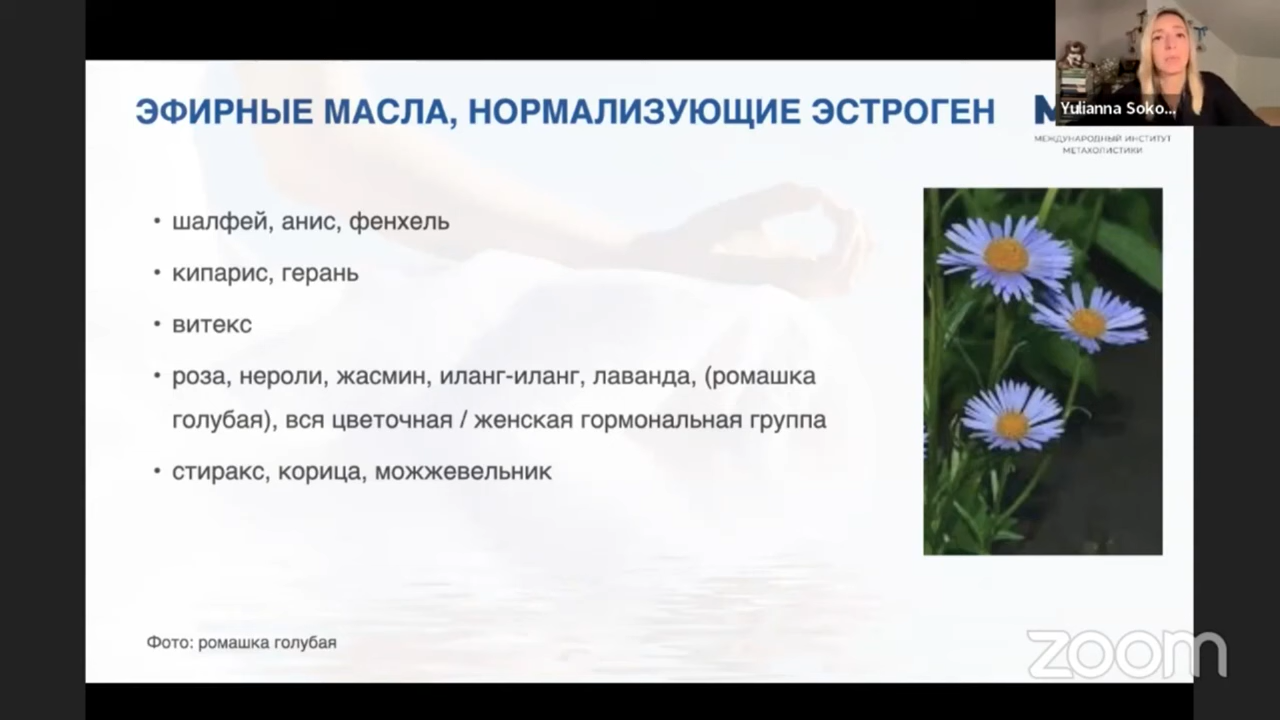 ЭФИРНЫЕ МАСЛА, НОРМАЛИЗУЮЩИЕ ЭСТРОГЕН
Yulianna Soko...
МЕЖДУНАРОДНЫЙ ИНСТИТУТ
МЕТАХОЛИСТИКИ
• шалфей, анис, фенхель
• кипарис, герань
• витекс
• роза, нероли, жасмин, иланг-иланг, лаванда, (ромашка
голубая), вся цветочная / женская гормональная группа
• стиракс, корица, можжевельник
Фото: ромашка голубая
zoom